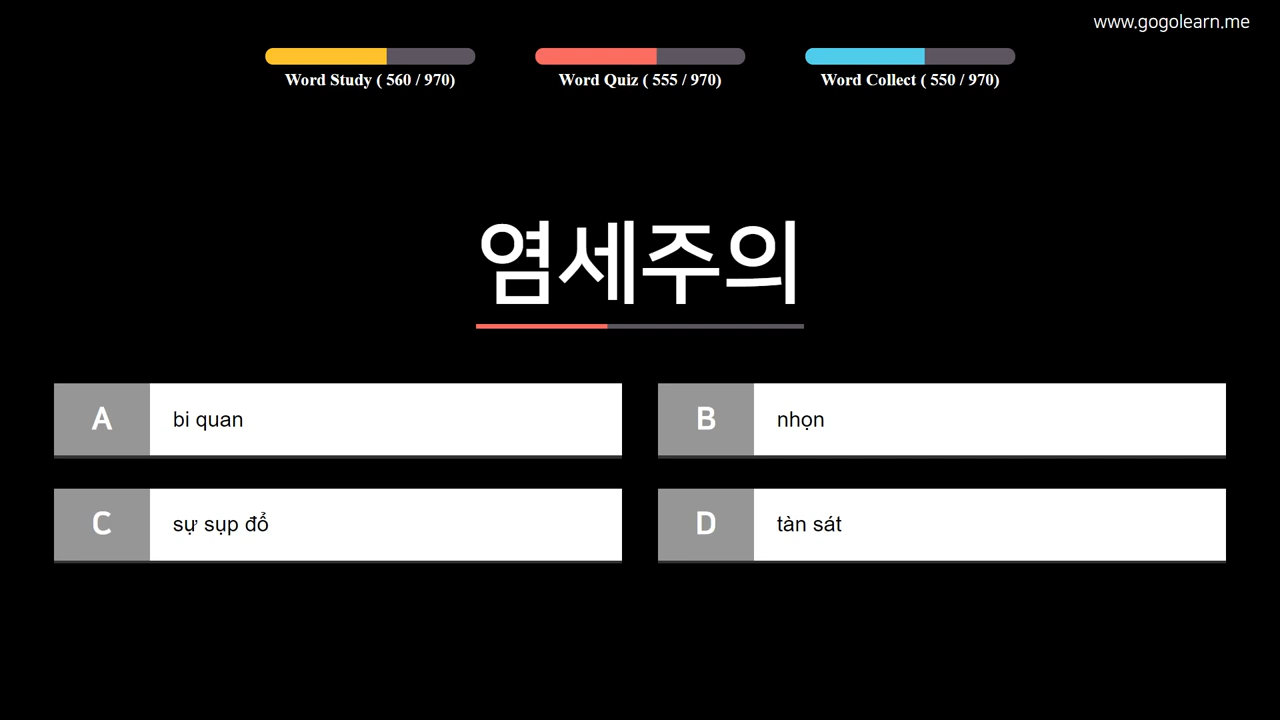 www.gogolearn.me
Word Study ( 560 / 970)
Word Quiz ( 555 / 970)
Word Collect ( 550 / 970)
염세주의
A bi quan
B nhọn
C sự sụp đổ
D tàn sát